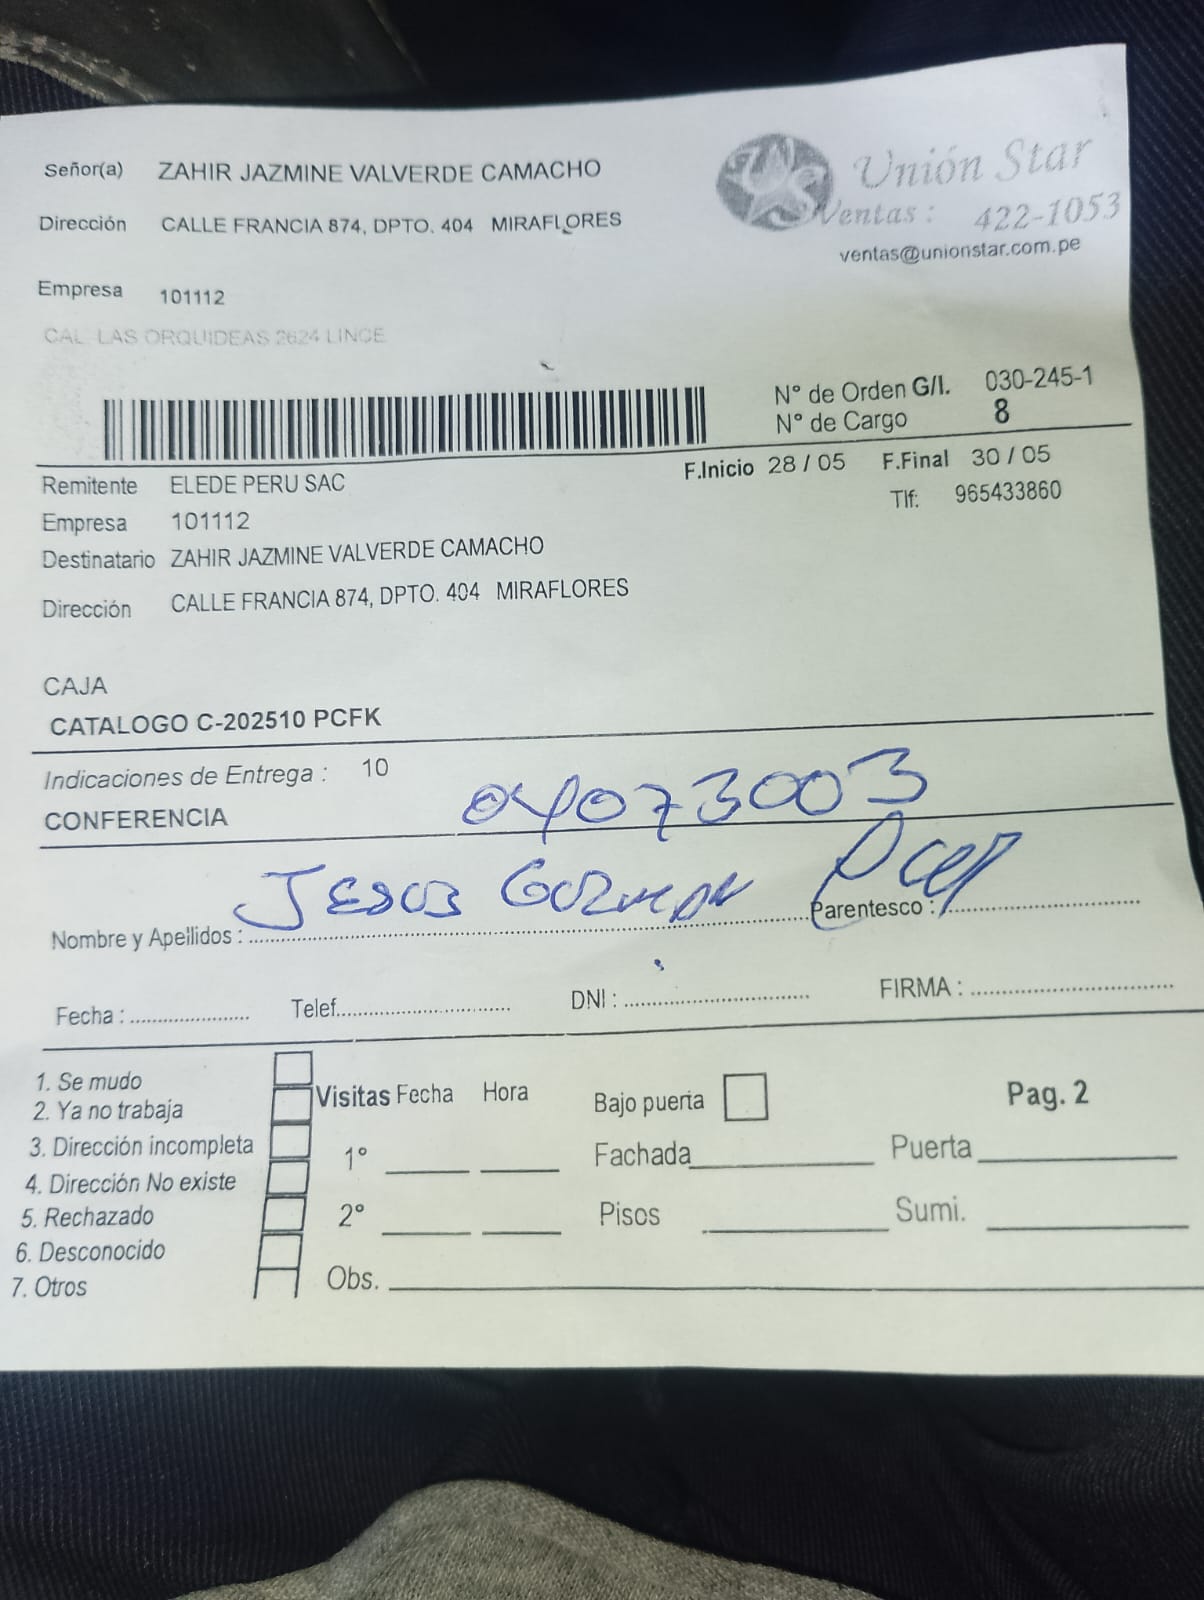 Señor(a) ZAHIR JAZMINE VALVERDE CAMACHO
Unión Star
Dirección CALLE FRANCIA 874, DPTO. 404 MIRAFLORES
Ventas : 422-1053
ventas@unionstar.com.pe
Empresa 101112
CAL LAS ORQUIDEAS 2624 LINCE
N° de Orden G/I. 030-245-1
N° de Cargo 8
F.Inicio 28 / 05 F.Final 30 / 05
Remitente ELEDE PERU SAC
Tlf: 965433860
Empresa 101112
Destinatario ZAHIR JAZMINE VALVERDE CAMACHO
Dirección CALLE FRANCIA 874, DPTO. 404 MIRAFLORES
CAJA
CATALOGO C-202510 PCFK
Indicaciones de Entrega : 10
CONFERENCIA
04073003
JESUS
Nombre y Apellidos : Parentesco :
Fecha : Telef. DNI : FIRMA :
1. Se mudo
2. Ya no trabaja
3. Dirección incompleta
4. Dirección No existe
5. Rechazado
6. Desconocido
7. Otros
Visitas Fecha Hora
1°
2°
Obs.
Bajo puerta
Pag. 2
Fachada Puerta
Pisos Sumi.